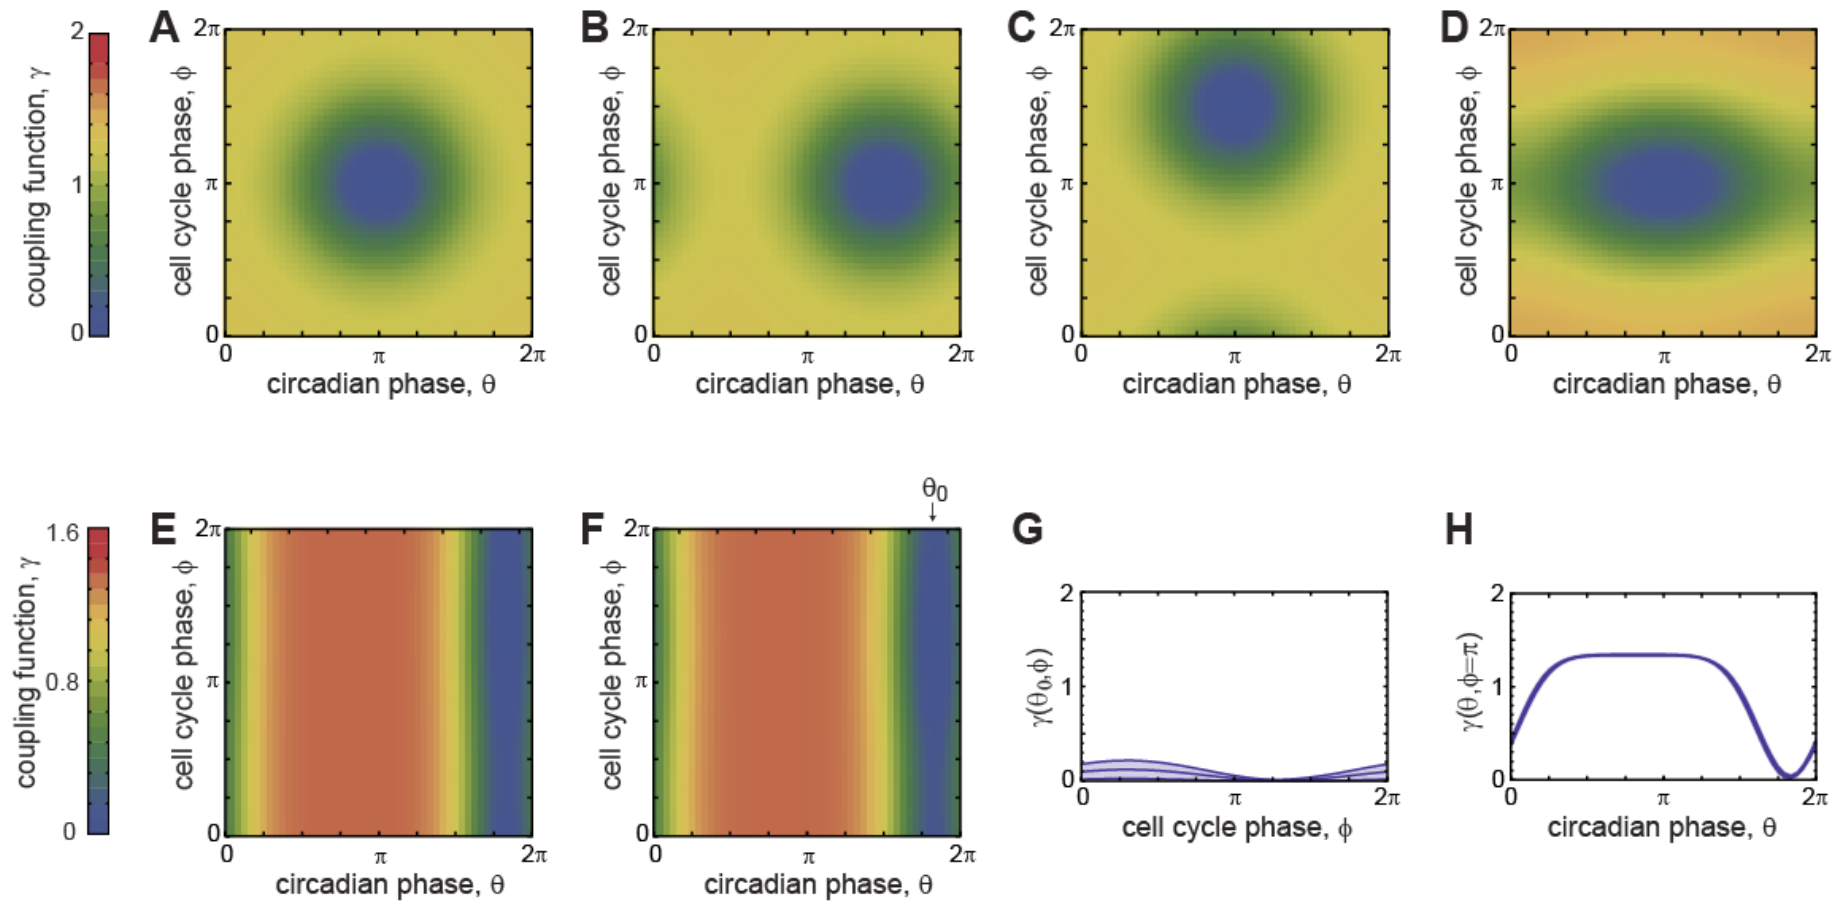 A
B
C
D
2
1
0
coupling function, γ
2π
π
0
cell cycle phase, ϕ
0
π
2π
circadian phase, θ
2π
π
0
cell cycle phase, ϕ
0
π
2π
circadian phase, θ
2π
π
0
cell cycle phase, ϕ
0
π
2π
circadian phase, θ
2π
π
0
cell cycle phase, ϕ
0
π
2π
circadian phase, θ
θ0
E
F
G
H
1.6
0.8
0
coupling function, γ
2π
π
0
cell cycle phase, ϕ
0
π
2π
circadian phase, θ
2π
π
0
cell cycle phase, ϕ
0
π
2π
circadian phase, θ
2
1
0
γ(θ0,ϕ)
0
π
2π
cell cycle phase, ϕ
2
1
0
γ(θ,ϕ=π)
0
π
2π
circadian phase, θ